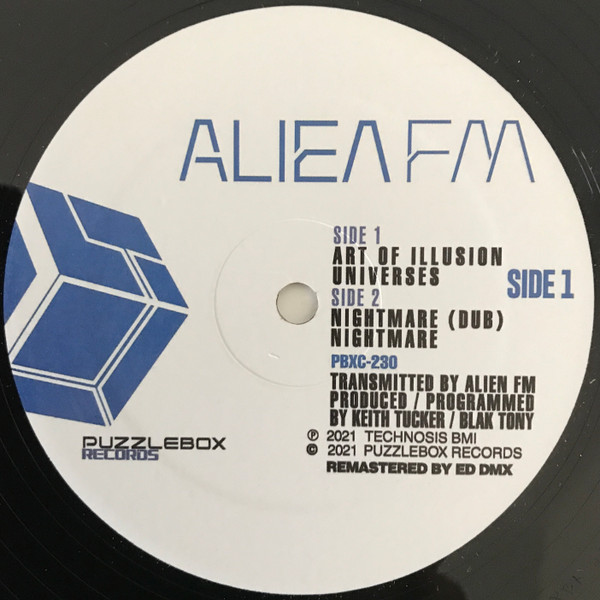 ALIEN FM
SIDE 1
ART OF ILLUSION
UNIVERSES
SIDE 1
SIDE 2
NIGHTMARE (DUB)
NIGHTMARE
PBXC-230
TRANSMITTED BY ALIEN FM
PRODUCED / PROGRAMMED
BY KEITH TUCKER / BLAK TONY
℗ 2021 TECHNOSIS BMI
© 2021 PUZZLEBOX RECORDS
REMASTERED BY ED DMX
PUZZLEBOX
RECORDS